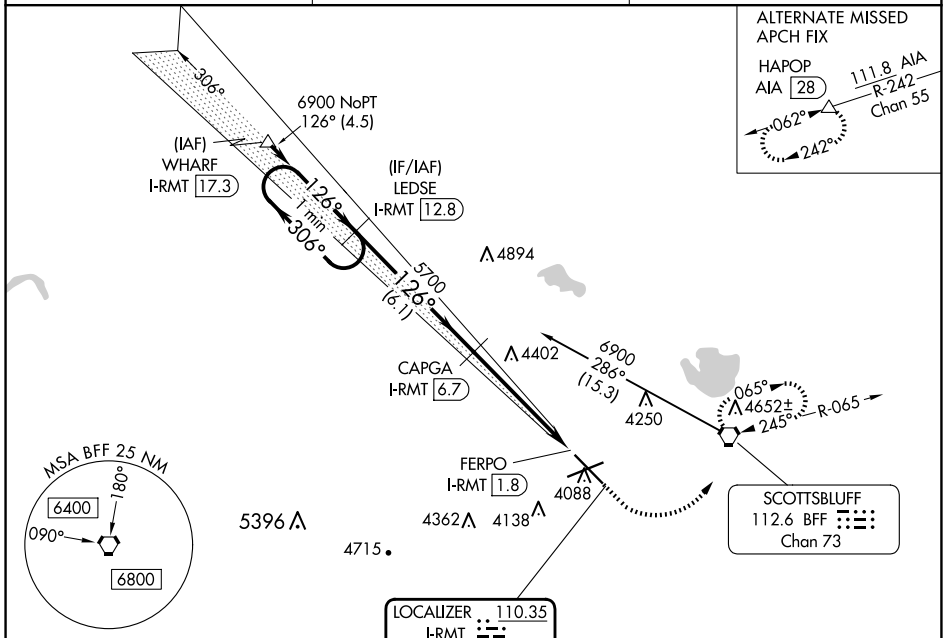 ALTERNATE MISSED
APCH FIX
HAPOP
AIA 28
111.8 AIA
R-242
Chan 55
062°
242°
306°
6900 NoPT
126° (4.5)
(IAF)
WHARF
I-RMT 17.3
(IF/IAF)
LEDSE
I-RMT 12.8
126°
1 min
306°
4894
5700
126°
(6.1)
CAPGA
I-RMT 6.7
4402
6900
286°
(15.3)
4250
065°
4652±
245°
R-065
FERPO
I-RMT 1.8
4088
SCOTTSBLUFF
112.6 BFF
Chan 73
MSA BFF 25 NM
180°
6400
090°
6800
5396
4362
4138
4715
LOCALIZER 110.35
I-RMT